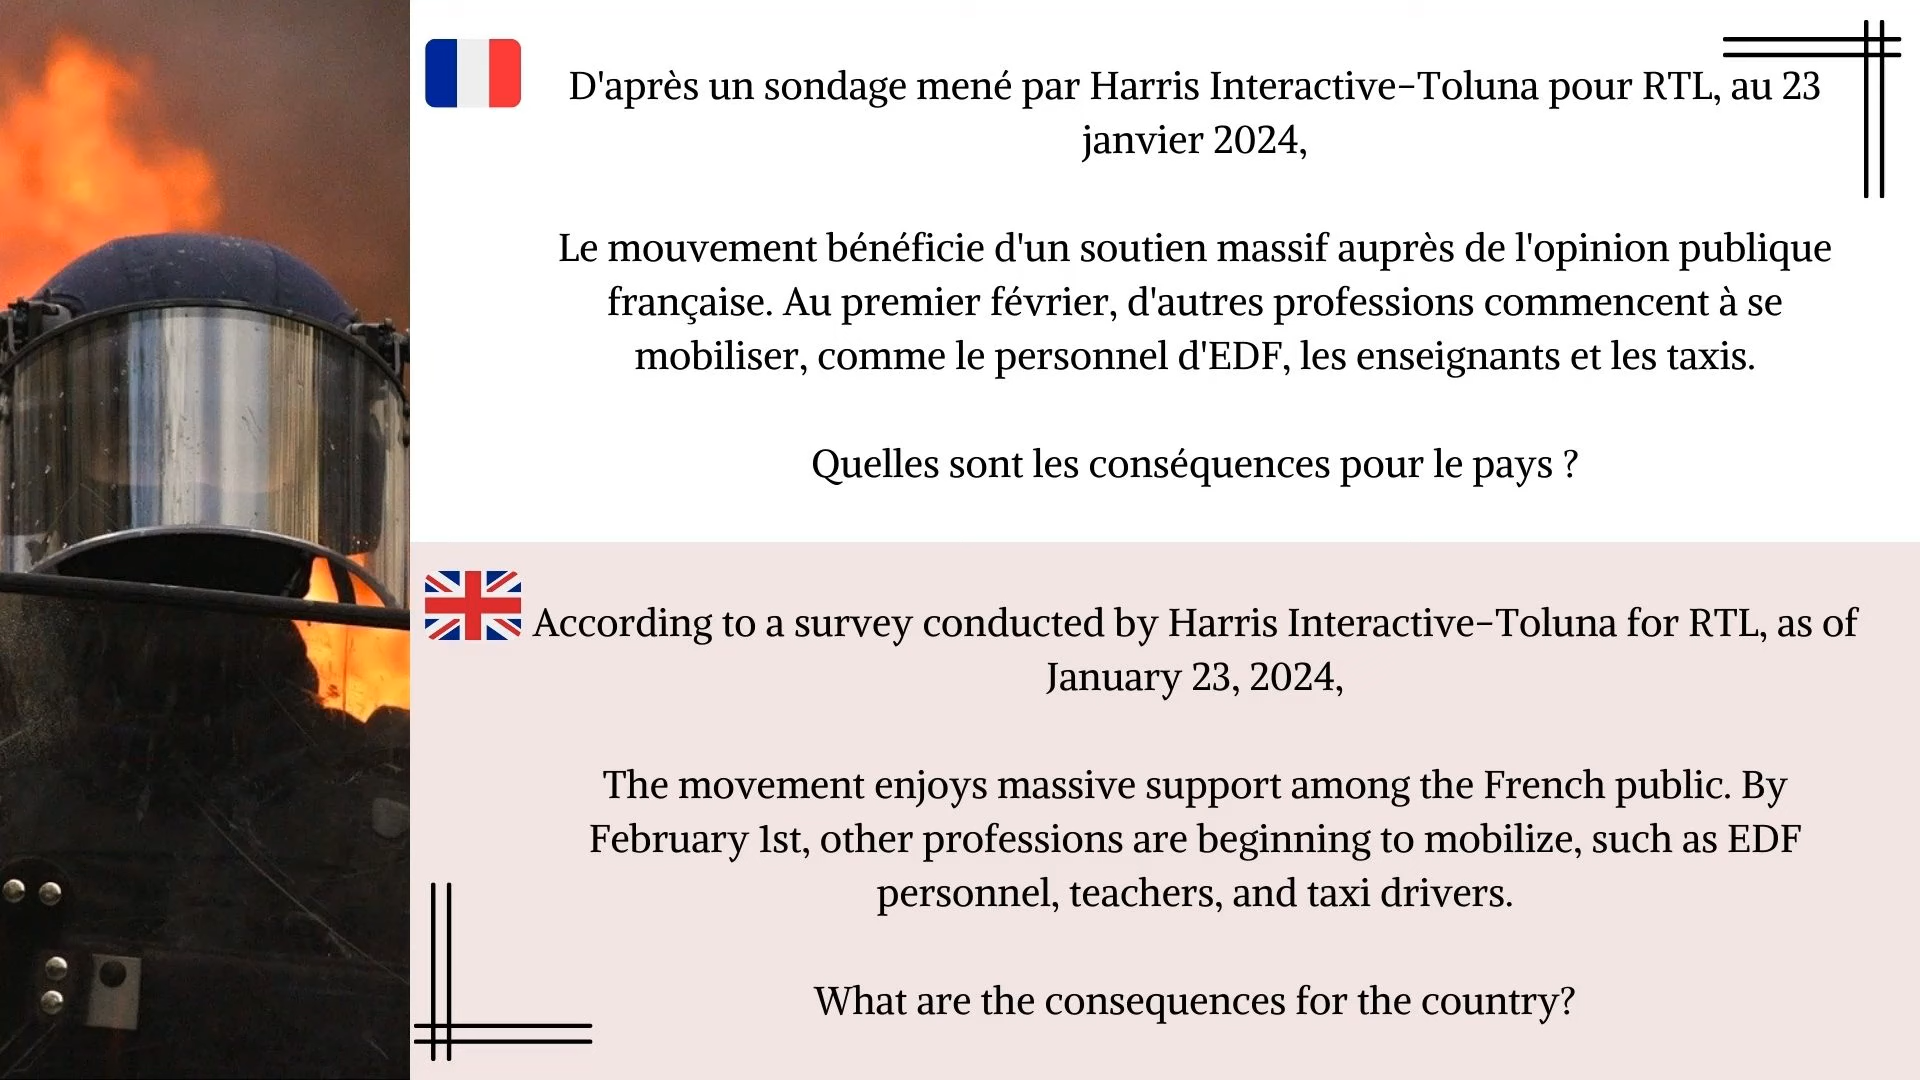 D'après un sondage mené par Harris Interactive-Toluna pour RTL, au 23
janvier 2024,
Le mouvement bénéficie d'un soutien massif auprès de l'opinion publique
française. Au premier février, d'autres professions commencent à se
mobiliser, comme le personnel d'EDF, les enseignants et les taxis.
Quelles sont les conséquences pour le pays ?
According to a survey conducted by Harris Interactive-Toluna for RTL, as of
January 23, 2024,
The movement enjoys massive support among the French public. By
February 1st, other professions are beginning to mobilize, such as EDF
personnel, teachers, and taxi drivers.
What are the consequences for the country?